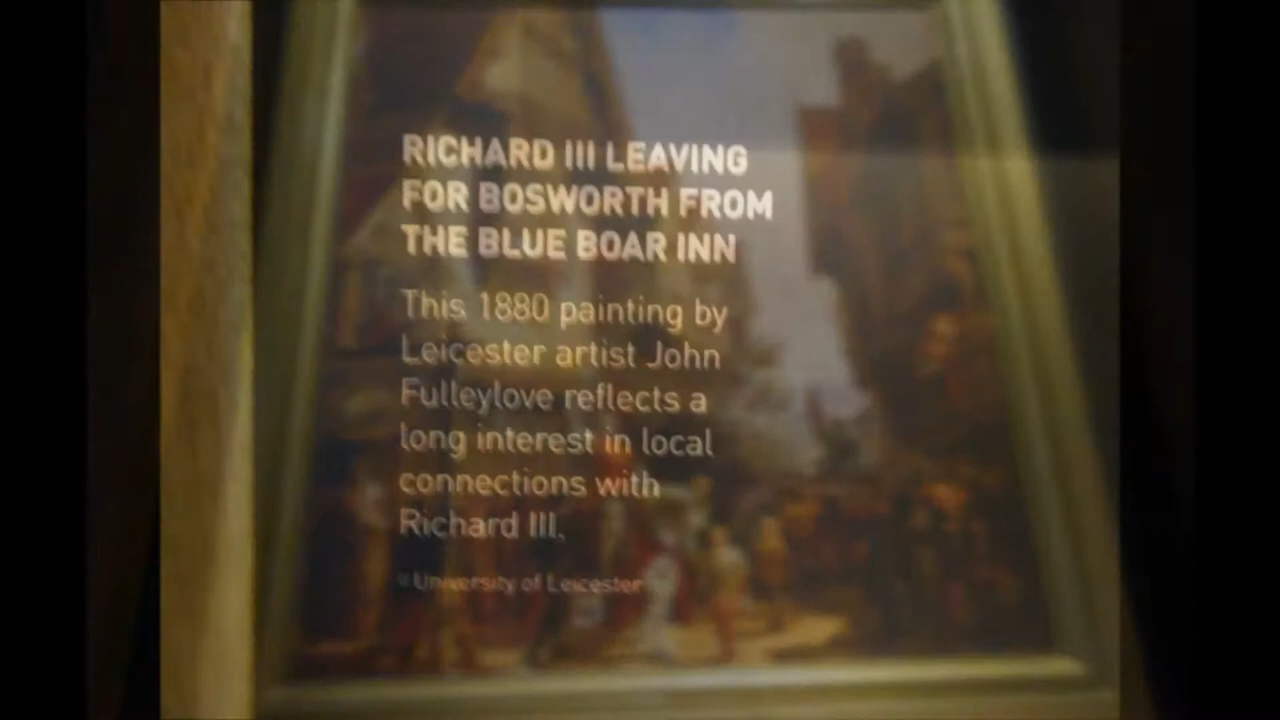 RICHARD III LEAVING
FOR BOSWORTH FROM
THE BLUE BOAR INN
This 1880 painting by
Leicester artist John
Fulleylove reflects a
long interest in local
connections with
Richard III.
© University of Leicester